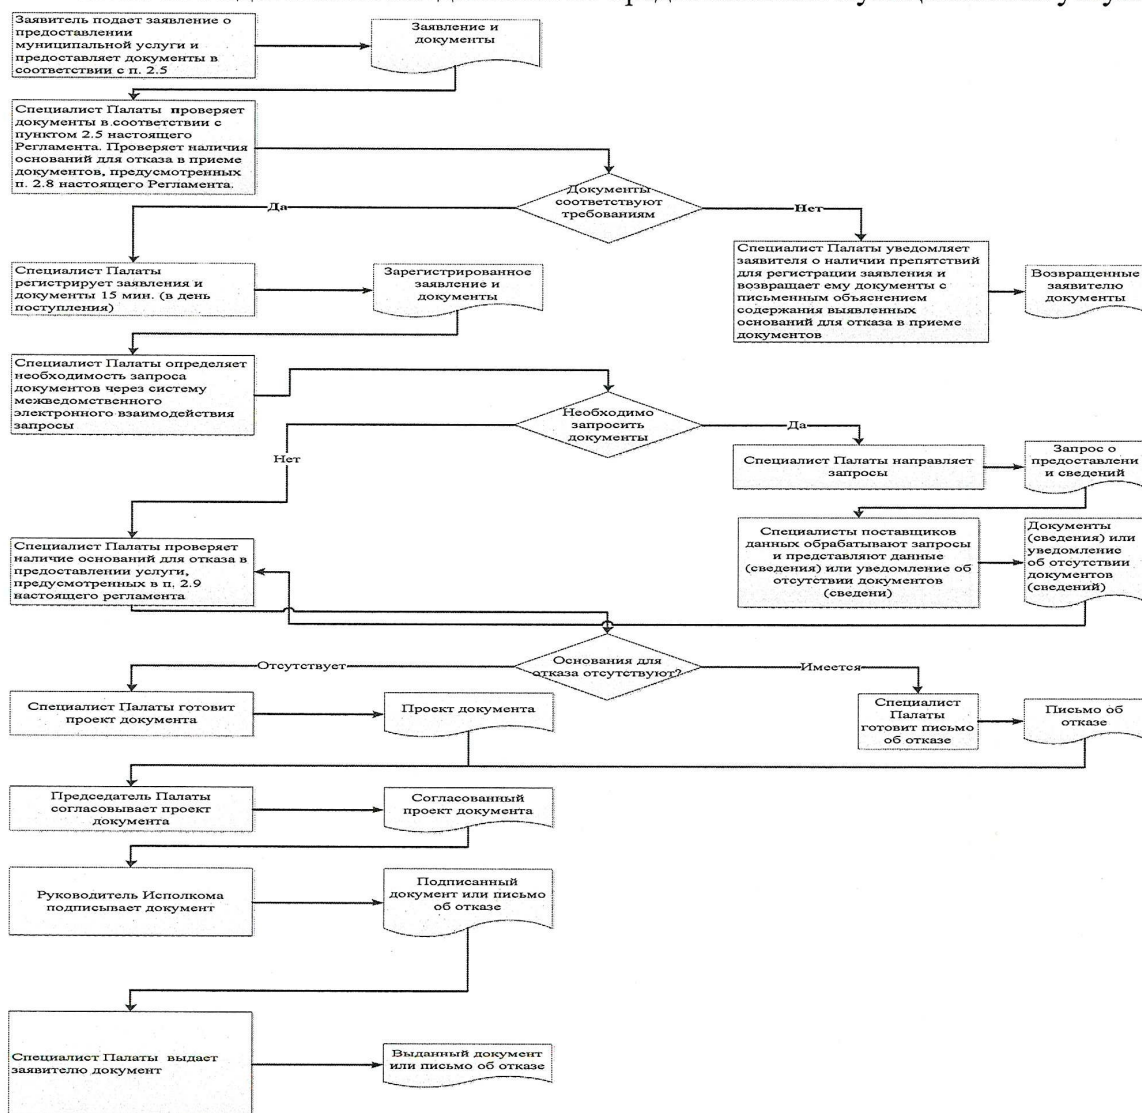 Заявитель подает заявление о
предоставлении
муниципальной услуги и
предоставляет документы в
соответствии с п. 2.5
Заявление и
документы
Специалист Палаты проверяет
документы в соответствии с
пунктом 2.5 настоящего
Регламента. Проверяет наличия
оснований для отказа в приеме
документов, предусмотренных
п. 2.8 настоящего Регламента.
Документы
соответствуют
требованиям
Да
Нет
Специалист Палаты
регистрирует заявления и
документы 15 мин. (в день
поступления)
Зарегистрированное
заявление и
документы
Специалист Палаты уведомляет
заявителя о наличии препятствий
для регистрации заявления и
возвращает ему документы с
письменным объяснением
содержания выявленных
оснований для отказа в приеме
документов
Возвращенные
заявителю
документы
Специалист Палаты определяет
необходимость запроса
документов через систему
межведомственного
электронного взаимодействия
запросы
Необходимо
запросить
документы
Нет
Да
Специалист Палаты направляет
запросы
Запрос о
предоставлени
и сведений
Специалист Палаты проверяет
наличие оснований для отказа в
предоставлении услуги,
предусмотренных в п. 2.9
настоящего регламента
Специалисты поставщиков
данных обрабатывают запросы
и представляют данные
(сведения) или уведомление об
отсутствии документов
(сведени)
Документы
(сведения) или
уведомление
об отсутствии
документов
(сведений)
Основания для
отказа отсутствуют?
Отсутствует
Имеется
Специалист Палаты готовит
проект документа
Проект документа
Специалист
Палаты
готовит письмо
об отказе
Письмо об
отказе
Председатель Палаты
согласовывает проект
документа
Согласованный
проект документа
Руководитель Исполкома
подписывает документ
Подписанный
документ или письмо
об отказе
Специалист Палаты выдает
заявителю документ
Выданный документ
или письмо об отказе